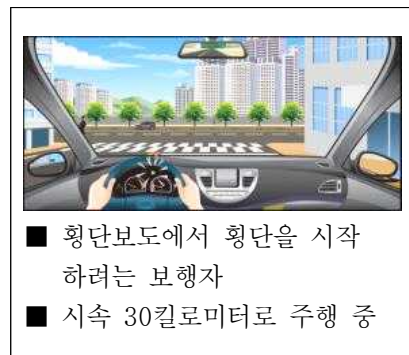 ■ 횡단보도에서 횡단을 시작
하려는 보행자
■ 시속 30킬로미터로 주행 중